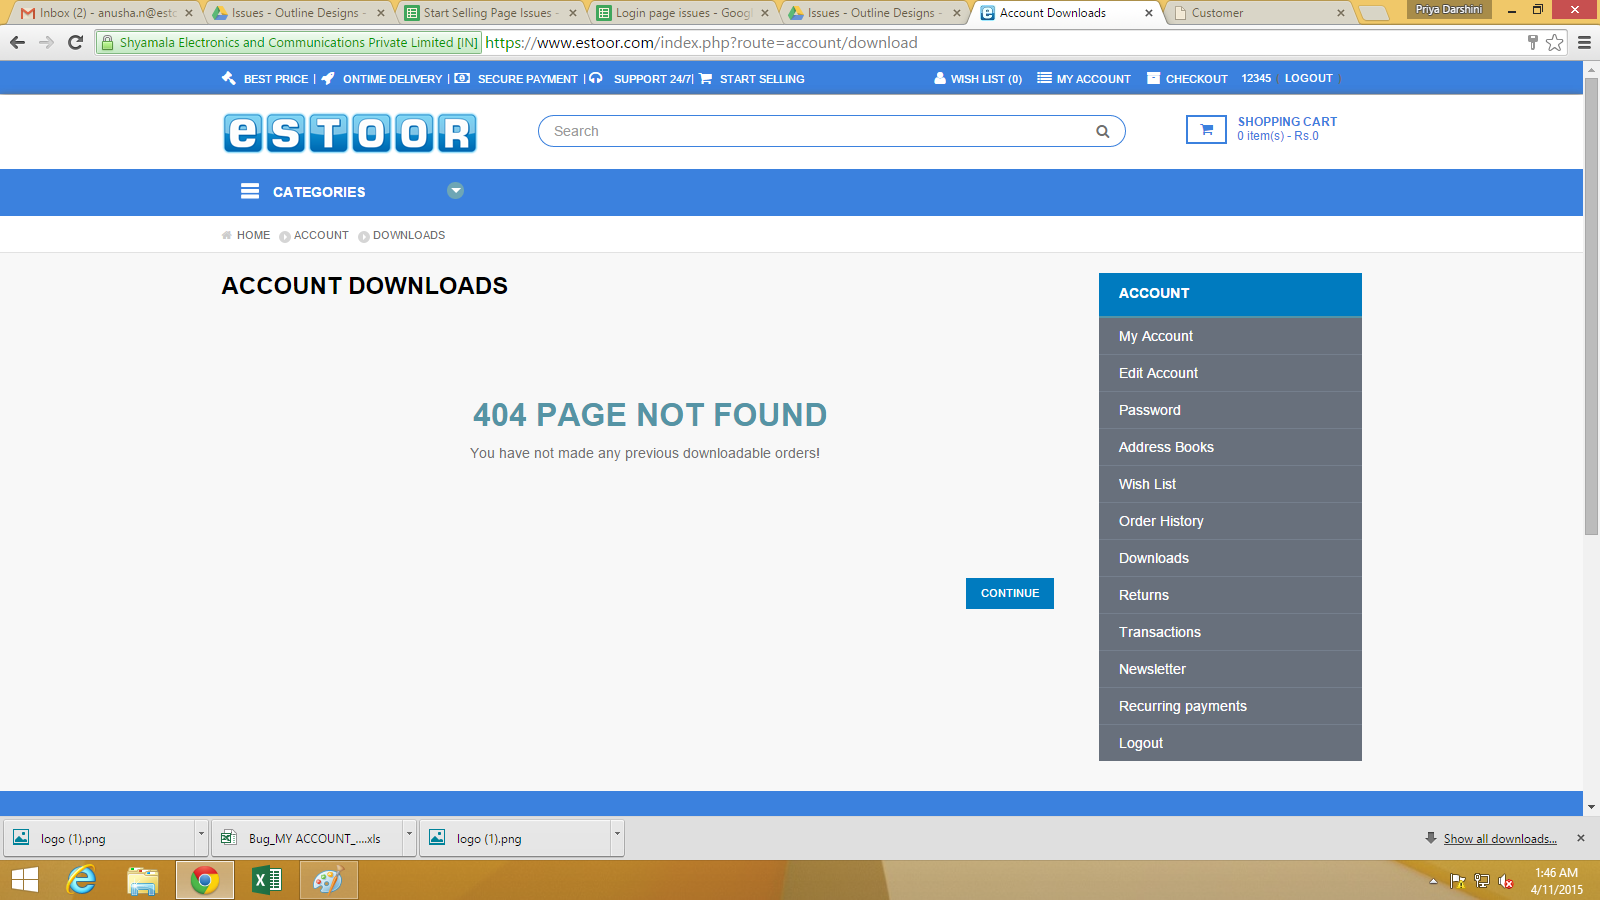 Inbox (2) - anusha.n@esto
Issues - Outline Designs -
Start Selling Page Issues -
Login page issues - Goog
Issues - Outline Designs -
Account Downloads
Customer
Priya Darshini
Shyamala Electronics and Communications Private Limited [IN]
https://www.estoor.com/index.php?route=account/download
BEST PRICE | ONTIME DELIVERY | SECURE PAYMENT | SUPPORT 24/7| START SELLING
WISH LIST (0) MY ACCOUNT CHECKOUT 12345 | LOGOUT |
eSTOOR
Search
SHOPPING CART
0 item(s) - Rs.0
CATEGORIES
HOME ACCOUNT DOWNLOADS
ACCOUNT DOWNLOADS
404 PAGE NOT FOUND
You have not made any previous downloadable orders!
CONTINUE
ACCOUNT
My Account
Edit Account
Password
Address Books
Wish List
Order History
Downloads
Returns
Transactions
Newsletter
Recurring payments
Logout
logo (1).png
Bug_MY ACCOUNT_....xls
logo (1).png
Show all downloads...
1:46 AM
4/11/2015